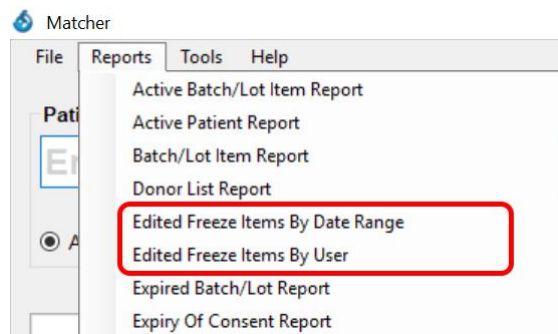 Matcher
File Reports Tools Help
Active Batch/Lot Item Report
Active Patient Report
Batch/Lot Item Report
Donor List Report
Edited Freeze Items By Date Range
Edited Freeze Items By User
Expired Batch/Lot Report
Expiry Of Consent Report